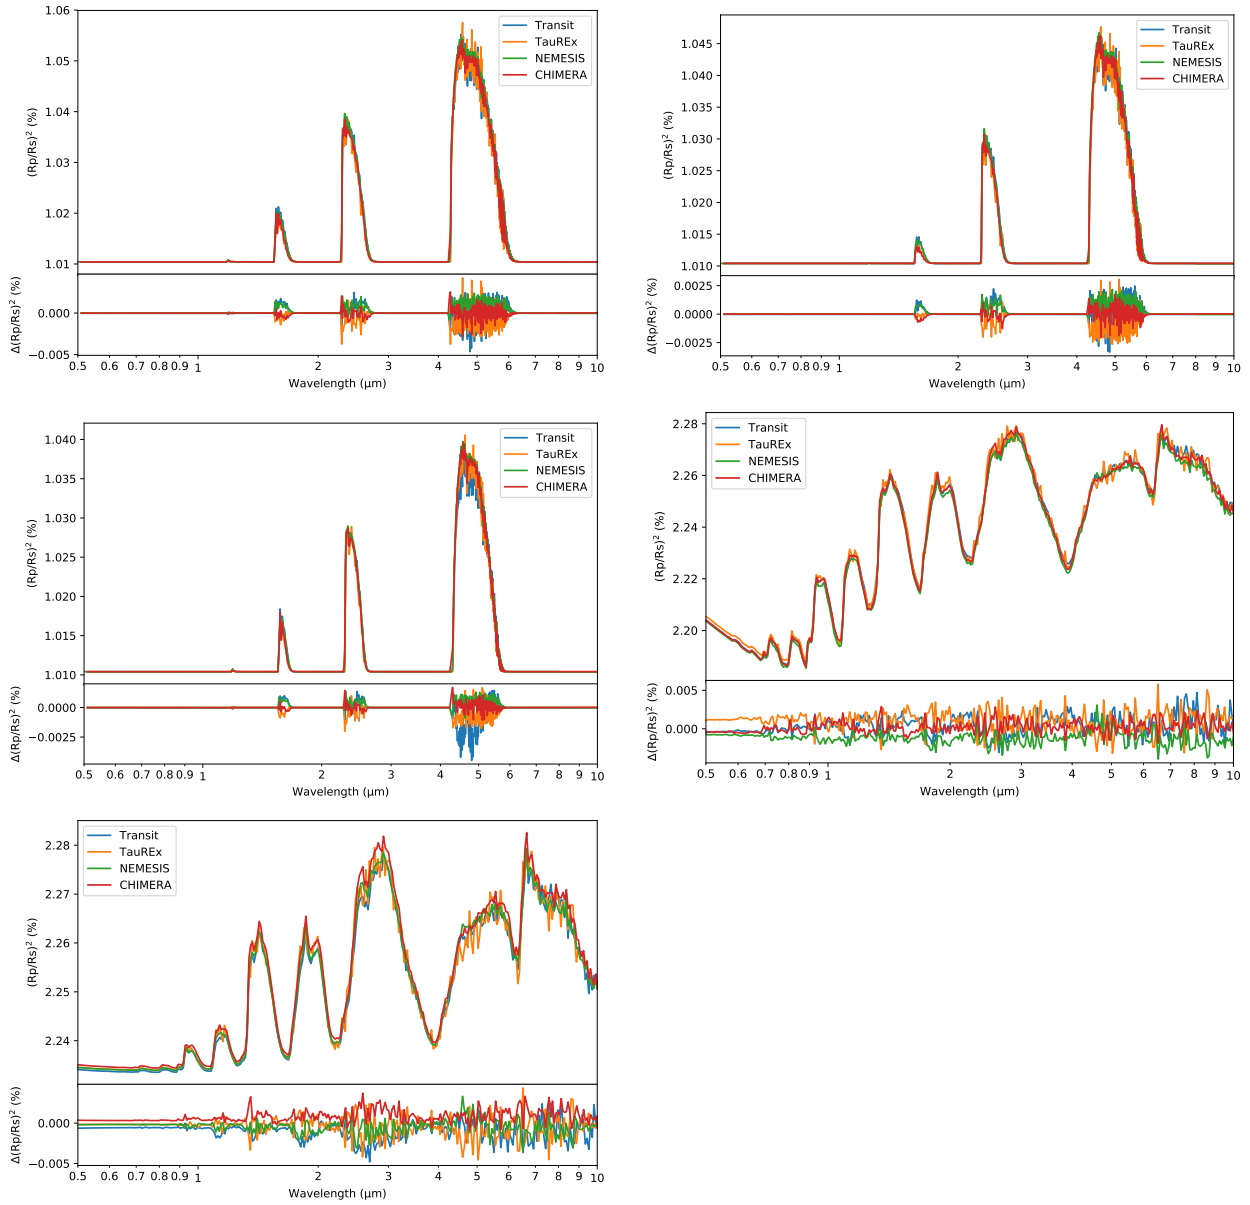 1.06
1.05
1.04
1.03
1.02
1.01
(Rp/Rs)² (%)
Transit
TauREx
NEMESIS
CHIMERA
0.000
−0.005
Δ(Rp/Rs)² (%)
0.5 0.6 0.7 0.8 0.9 1 2 3 4 5 6 7 8 9 10
Wavelength (μm)
1.045
1.040
1.035
1.030
1.025
1.020
1.015
1.010
(Rp/Rs)² (%)
Transit
TauREx
NEMESIS
CHIMERA
0.0025
0.0000
−0.0025
Δ(Rp/Rs)² (%)
0.5 0.6 0.7 0.8 0.9 1 2 3 4 5 6 7 8 9 10
Wavelength (μm)
1.040
1.035
1.030
1.025
1.020
1.015
1.010
(Rp/Rs)² (%)
Transit
TauREx
NEMESIS
CHIMERA
0.0000
−0.0025
Δ(Rp/Rs)² (%)
0.5 0.6 0.7 0.8 0.9 1 2 3 4 5 6 7 8 9 10
Wavelength (μm)
2.28
2.26
2.24
2.22
2.20
(Rp/Rs)² (%)
Transit
TauREx
NEMESIS
CHIMERA
0.005
0.000
Δ(Rp/Rs)² (%)
0.5 0.6 0.7 0.8 0.9 1 2 3 4 5 6 7 8 9 10
Wavelength (μm)
2.28
2.27
2.26
2.25
2.24
(Rp/Rs)² (%)
Transit
TauREx
NEMESIS
CHIMERA
0.000
−0.005
Δ(Rp/Rs)² (%)
0.5 0.6 0.7 0.8 0.9 1 2 3 4 5 6 7 8 9 10
Wavelength (μm)